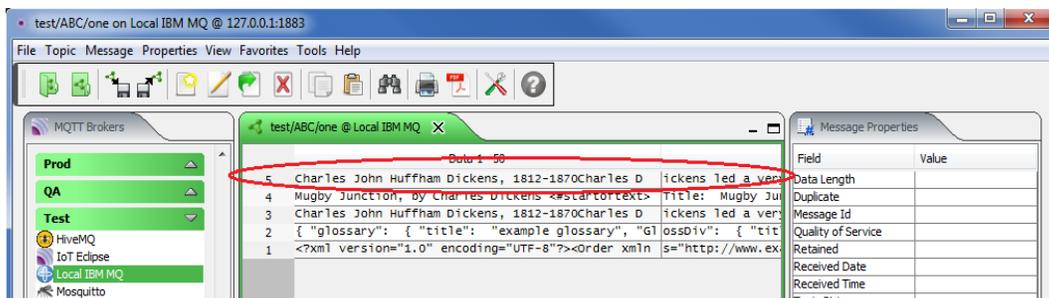 test/ABC/one on Local IBM MQ @ 127.0.0.1:1883
File Topic Message Properties View Favorites Tools Help
PDF
MQTT Brokers
Prod
QA
Test
HiveMQ
IoT Eclipse
Local IBM MQ
Mosquitto
test/ABC/one @ Local IBM MQ
Data 1 - 50
5 Charles John Huffham Dickens, 1812-1870Charles D ickens led a very
4 Mugby Junction, by Charles Dickens <#startoftext> Title: Mugby Jun
3 Charles John Huffham Dickens, 1812-1870Charles D ickens led a very
2 { "glossary": { "title": "example glossary", "Gl ossDiv": { "tit
1 <?xml version="1.0" encoding="UTF-8"?><Order xmln s="http://www.ex
Message Properties
Field Value
Data Length
Duplicate
Message Id
Quality of Service
Retained
Received Date
Received Time